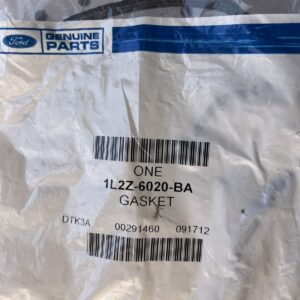 Ford
GENUINE
PARTS
ONE
1L2Z-6020-BA
GASKET
DTK3A 00291460 091712